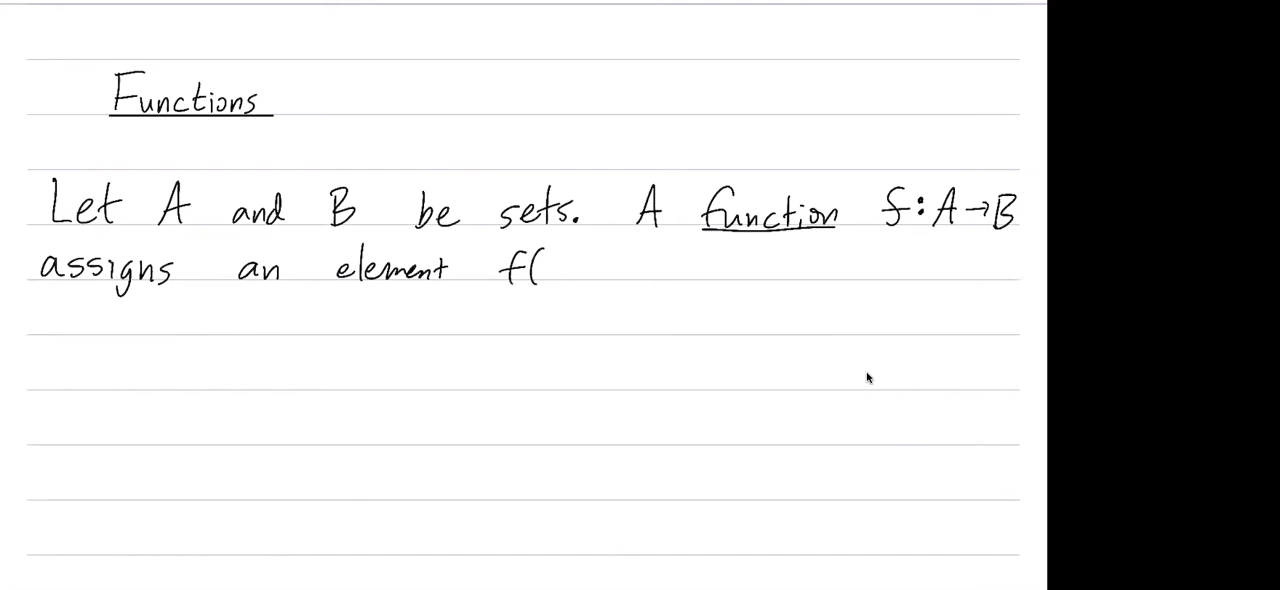 Functions
Let A and B be sets. A function f: A→B
assigns an element f(